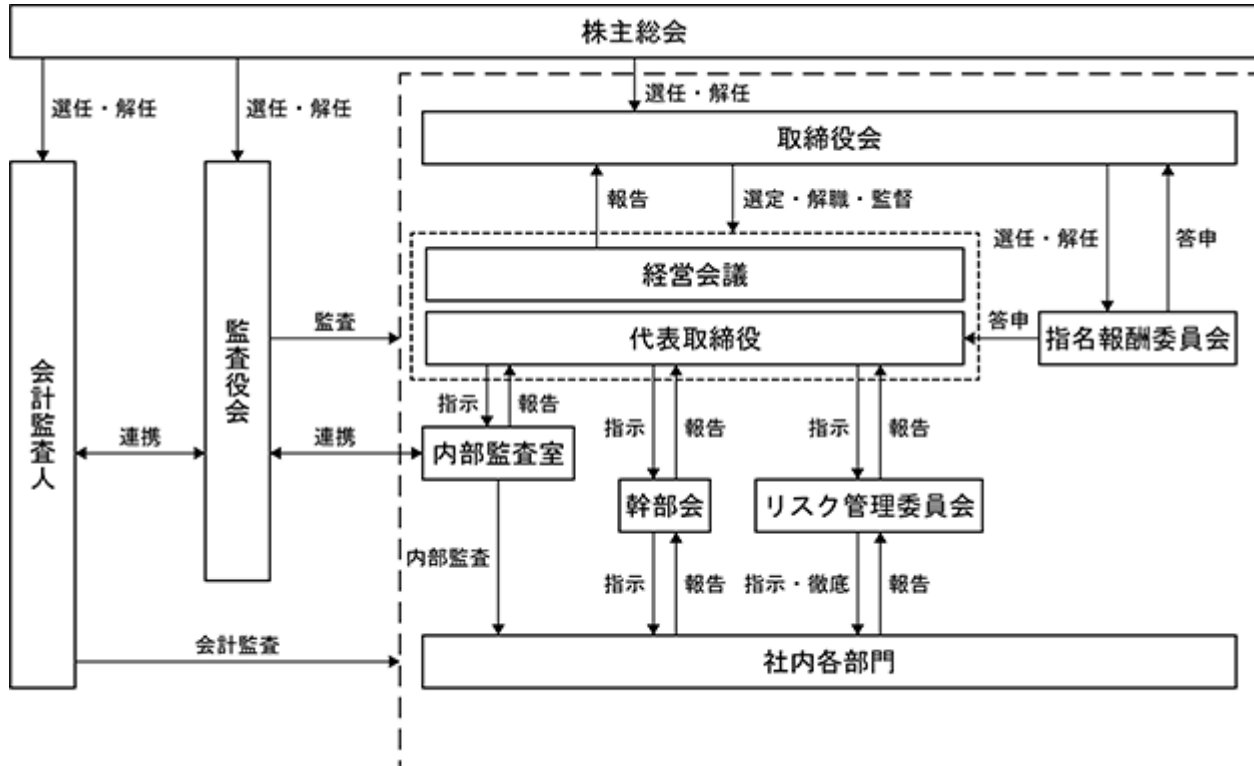 株主総会
選任・解任
選任・解任
選任・解任
取締役会
報告
選定・解職・監督
選任・解任
答申
経営会議
代表取締役
答申
指名報酬委員会
監査
会計監査人
監査役会
連携
連携
指示
報告
内部監査室
指示
報告
幹部会
指示
報告
リスク管理委員会
内部監査
指示
報告
指示・徹底
報告
会計監査
社内各部門